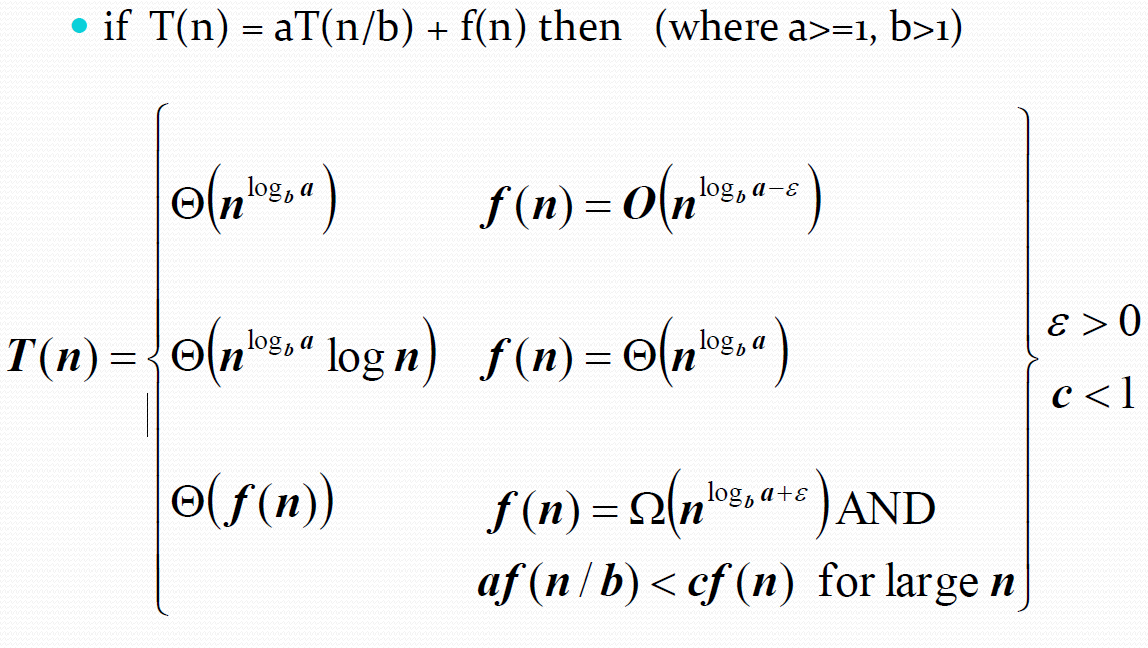 • if T(n) = aT(n/b) + f(n) then (where a>=1, b>1)
Θ(n^{log_b a}) f(n) = O(n^{log_b a−ε})
T(n) = { Θ(n^{log_b a} log n) f(n) = Θ(n^{log_b a}) } ε > 0
c < 1
Θ(f(n)) f(n) = Ω(n^{log_b a+ε}) AND
af(n/b) < cf(n) for large n